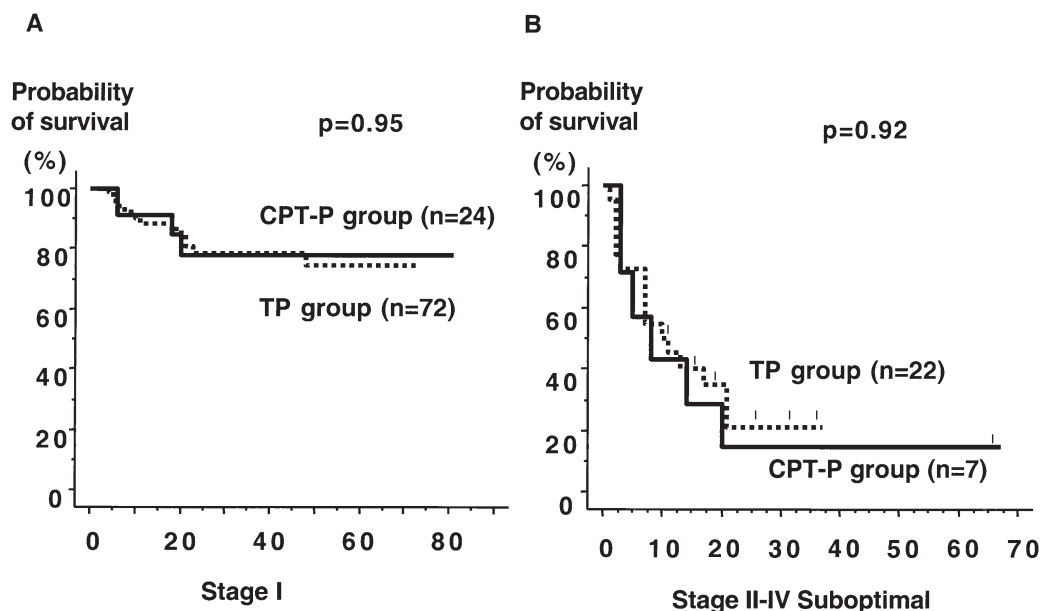 A
Probability
of survival
(%)
p=0.95
100
80
60
40
20
0
CPT-P group (n=24)
TP group (n=72)
0 20 40 60 80
Stage I
B
Probability
of survival
(%)
p=0.92
100
80
60
40
20
0
TP group (n=22)
CPT-P group (n=7)
0 10 20 30 40 50 60 70
Stage II-IV Suboptimal